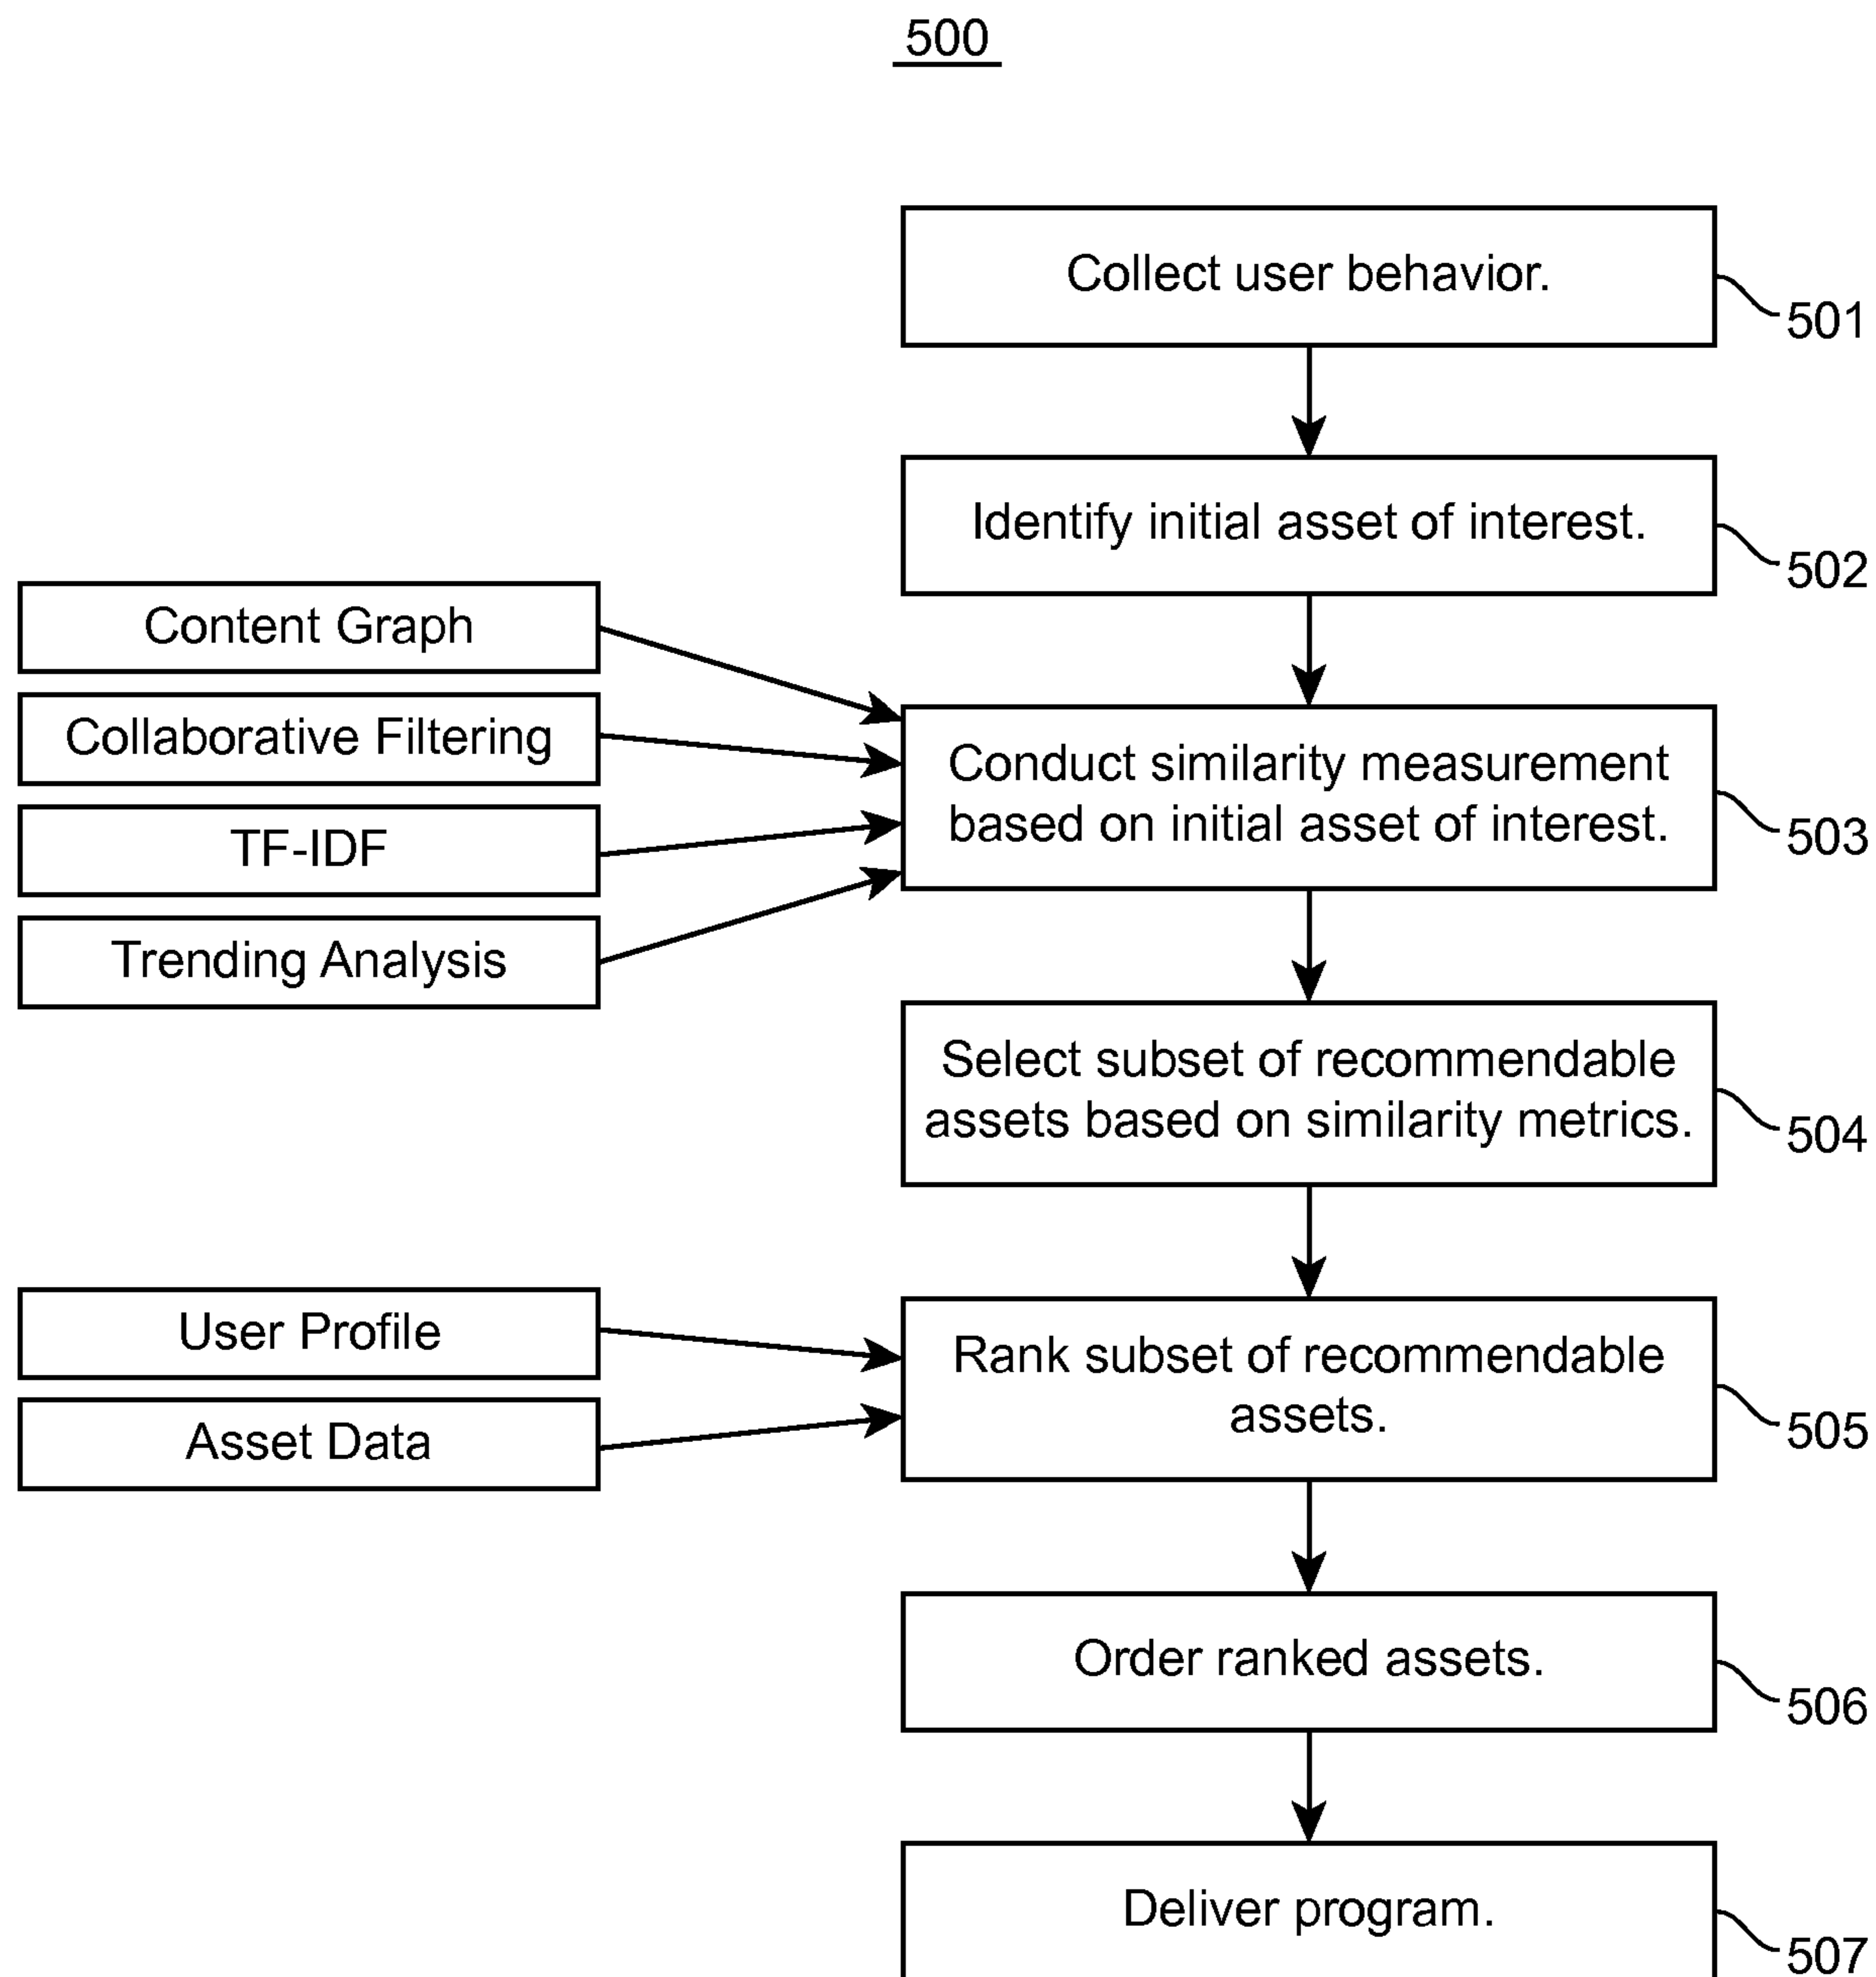 500
Collect user behavior.
501
Identify initial asset of interest.
502
Content Graph
Collaborative Filtering
TF-IDF
Trending Analysis
Conduct similarity measurement
based on initial asset of interest.
503
Select subset of recommendable
assets based on similarity metrics.
504
User Profile
Asset Data
Rank subset of recommendable
assets.
505
Order ranked assets.
506
Deliver program.
507